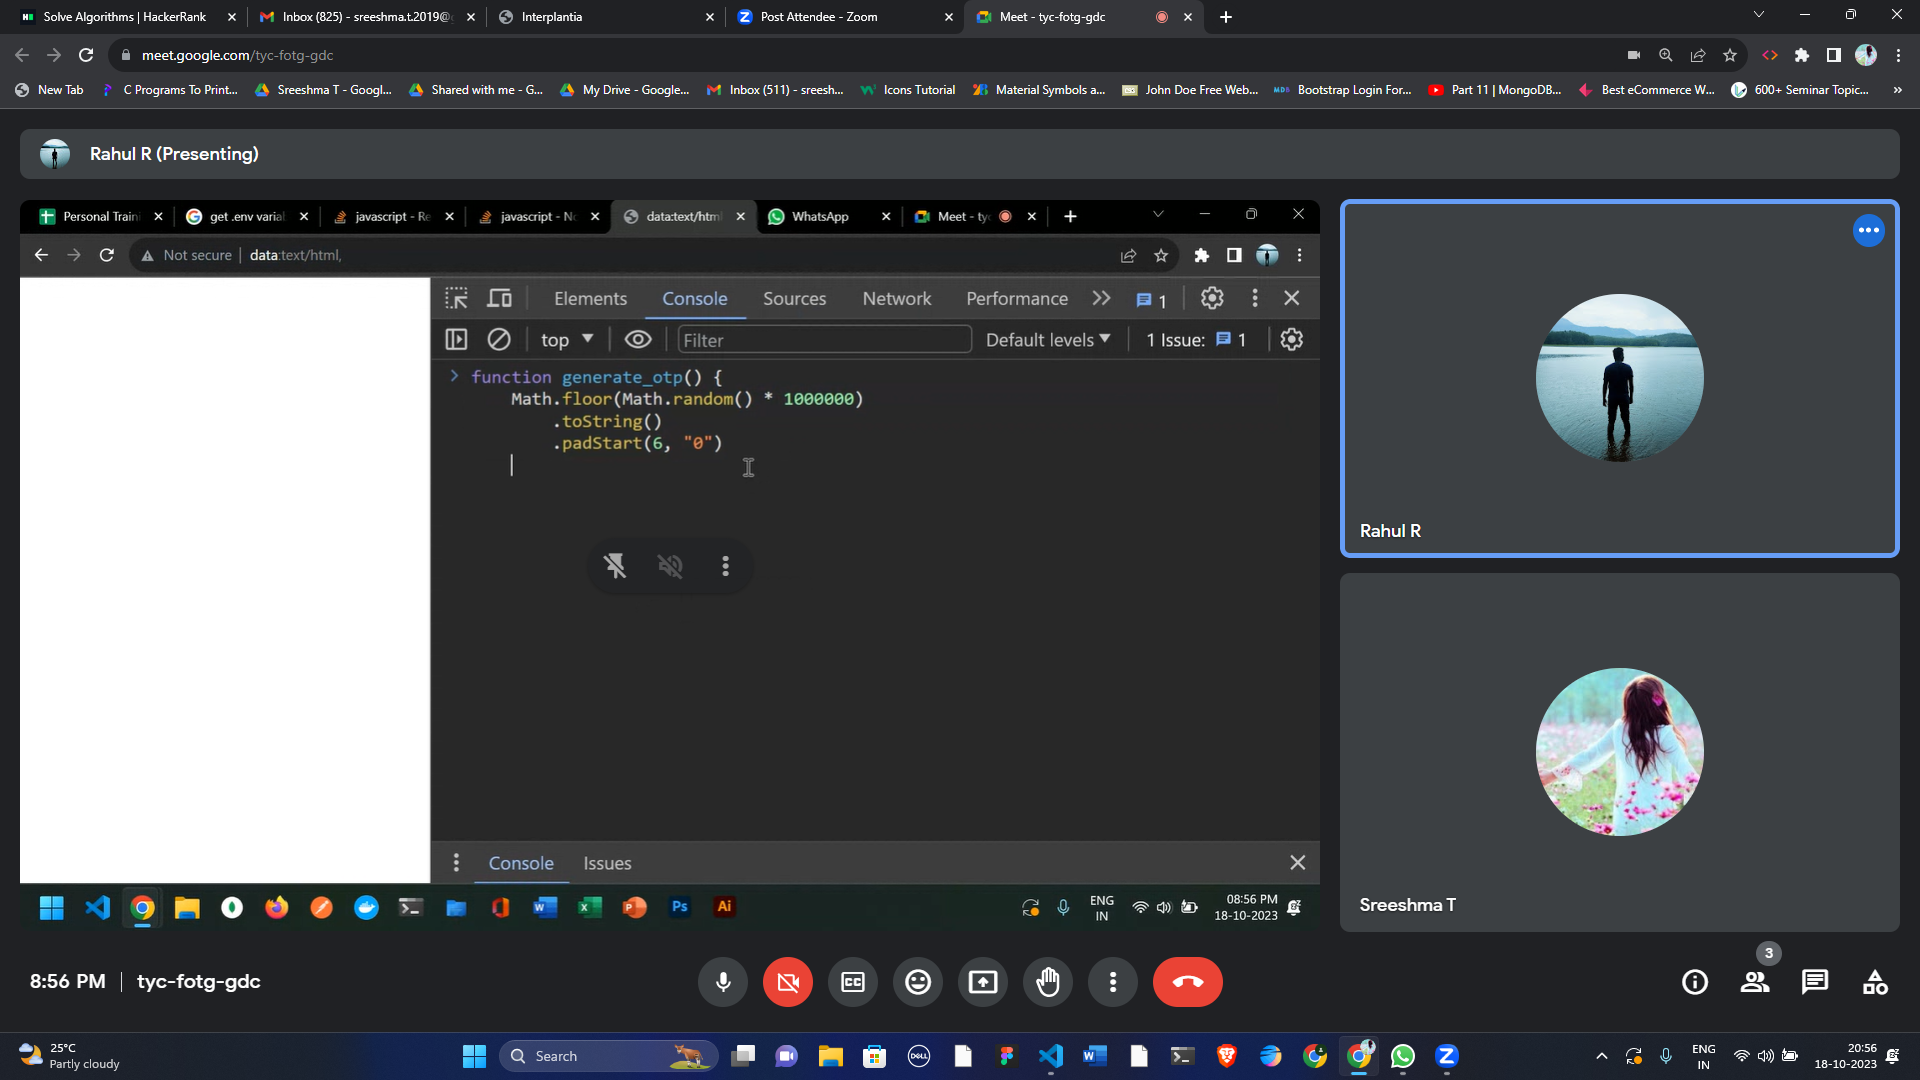 Solve Algorithms | HackerRank
Inbox (825) - sreeshma.t.2019@
Interplantia
Post Attendee - Zoom
Meet - tyc-fotg-gdc
meet.google.com/tyc-fotg-gdc
New Tab
C Programs To Print...
Sreeshma T - Googl...
Shared with me - G...
My Drive - Google...
Inbox (511) - sreesh...
Icons Tutorial
Material Symbols a...
John Doe Free Web...
Bootstrap Login For...
Part 11 | MongoDB...
Best eCommerce W...
600+ Seminar Topic...
Rahul R (Presenting)
Personal Train
get .env varia
javascript - Re
javascript - No
data:text/html
WhatsApp
Meet - tyc
Not secure
data:text/html,
Elements
Console
Sources
Network
Performance
1
top
Filter
Default levels
1 Issue:
1
function generate_otp() {
Math.floor(Math.random() * 1000000)
.toString()
.padStart(6, "0")
Rahul R
Sreeshma T
Console
Issues
Ps
Ai
ENG
IN
08:56 PM
18-10-2023
8:56 PM
tyc-fotg-gdc
3
25°C
Partly cloudy
Search
DELL
ENG
IN
20:56
18-10-2023